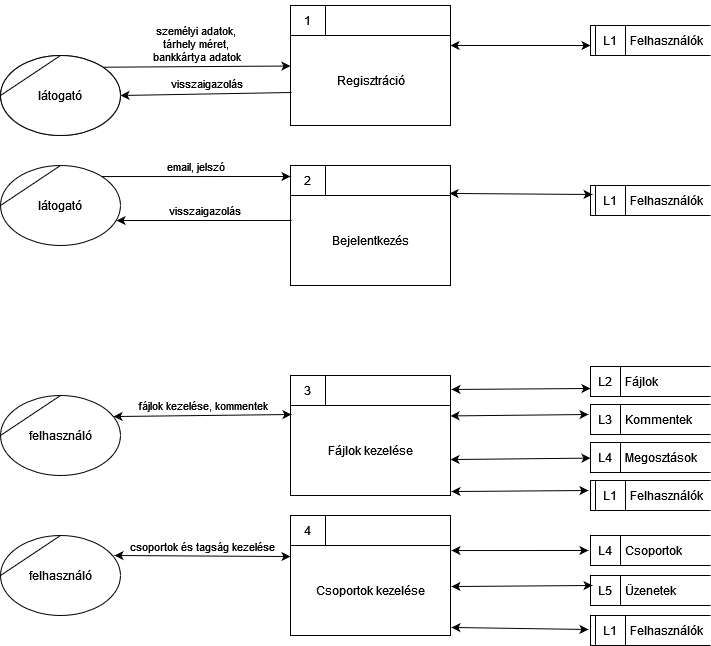 személyi adatok,
tárhely méret,
bankkártya adatok
látogató
visszaigazolás
1
Regisztráció
L1 Felhasználók
email, jelszó
látogató
visszaigazolás
2
Bejelentkezés
L1 Felhasználók
fájlok kezelése, kommentek
felhasználó
3
Fájlok kezelése
L2 Fájlok
L3 Kommentek
L4 Megosztások
L1 Felhasználók
csoportok és tagság kezelése
felhasználó
4
Csoportok kezelése
L4 Csoportok
L5 Üzenetek
L1 Felhasználók